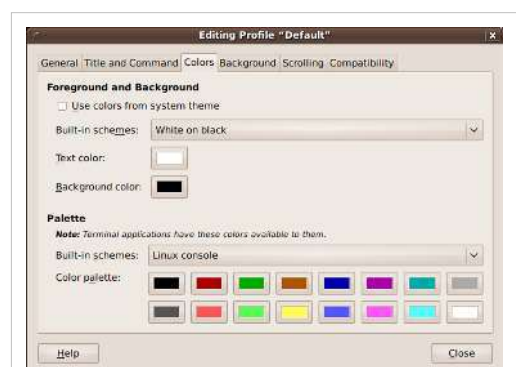 Editing Profile "Default"
General Title and Command Colors Background Scrolling Compatibility
Foreground and Background
Use colors from system theme
Built-in schemes: White on black
Text color:
Background color:
Palette
Note: Terminal applications have these colors available to them.
Built-in schemes: Linux console
Color palette:
Help Close